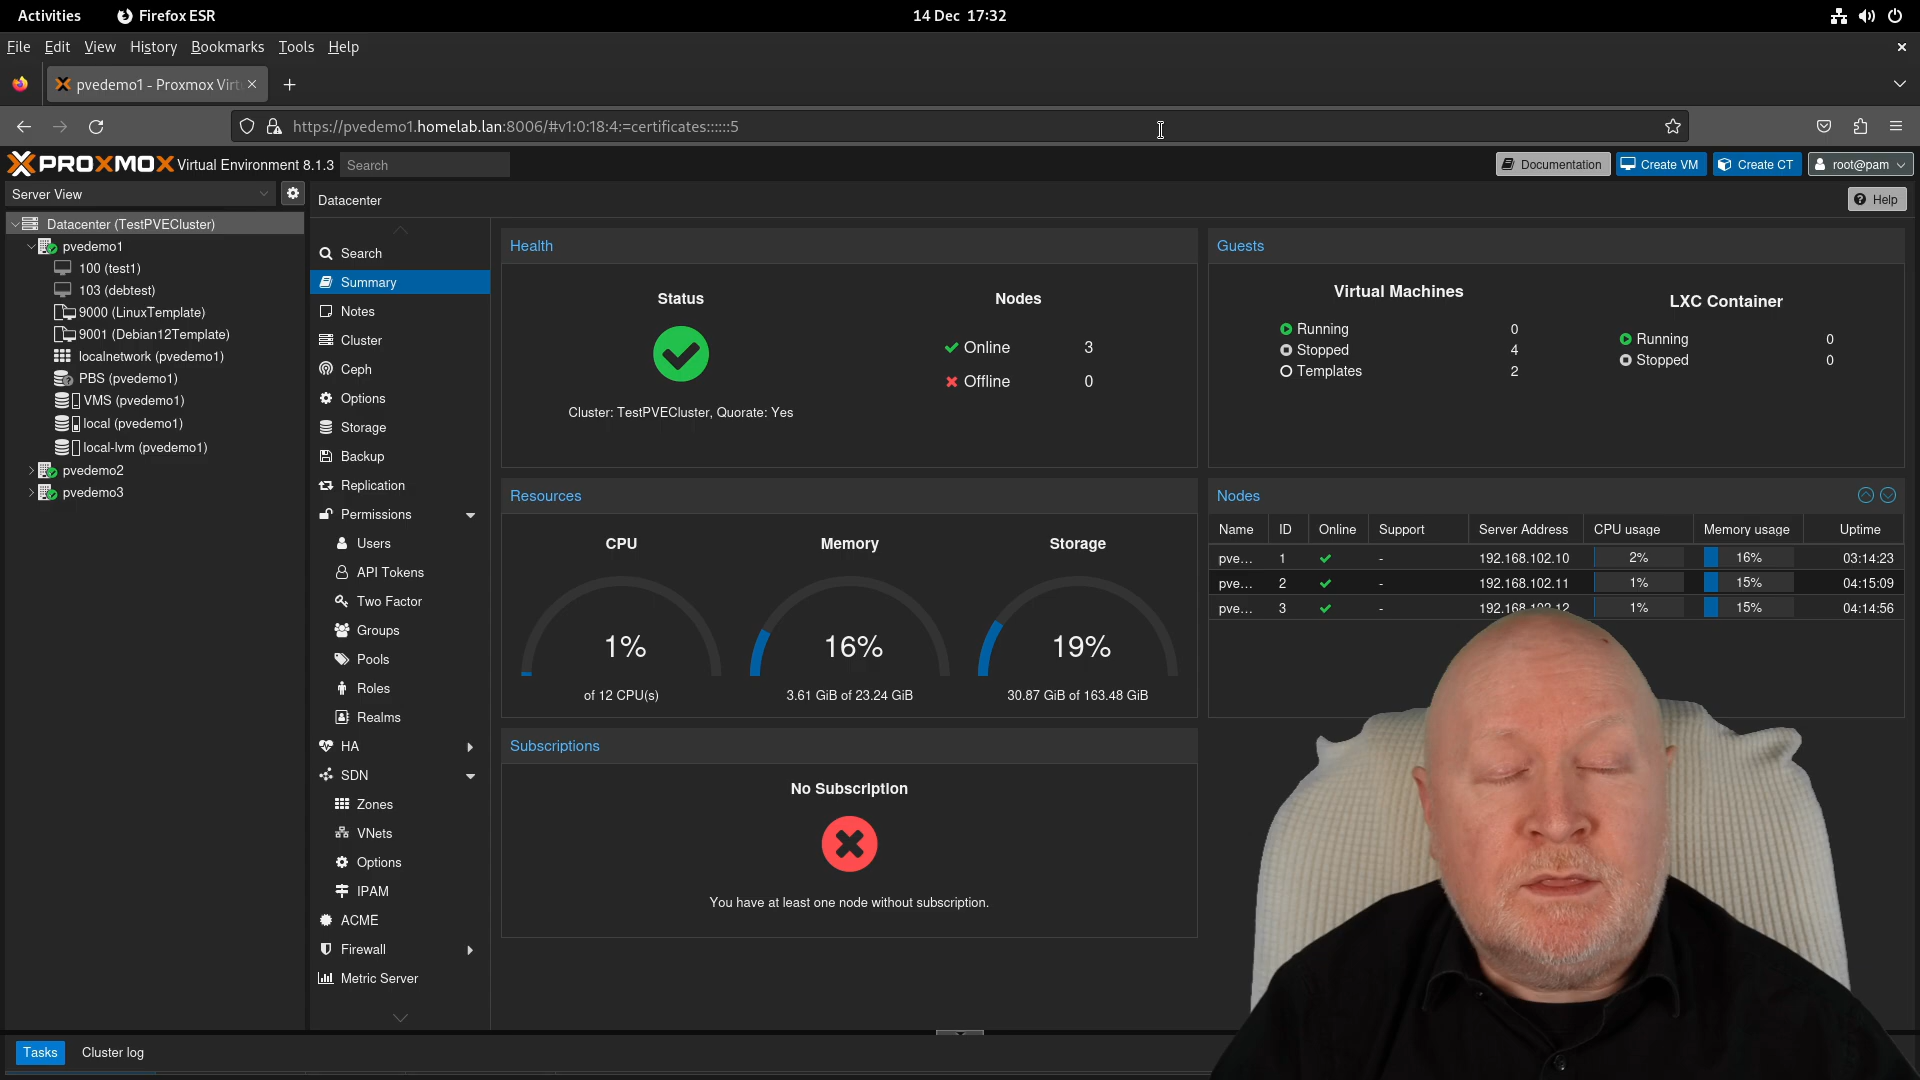 Activities Firefox ESR 14 Dec 17:32
File Edit View History Bookmarks Tools Help
pvedemo1 - Proxmox Virt
https://pvedemo1.homelab.lan:8006/#v1:0:18:4:=certificates::::::5
PROXMOX Virtual Environment 8.1.3 Search Documentation Create VM Create CT root@pam
Server View
Datacenter Help
Datacenter (TestPVECluster)
pvedemo1
100 (test1)
103 (debtest)
9000 (LinuxTemplate)
9001 (Debian12Template)
localnetwork (pvedemo1)
PBS (pvedemo1)
VMS (pvedemo1)
local (pvedemo1)
local-lvm (pvedemo1)
pvedemo2
pvedemo3
Search
Summary
Notes
Cluster
Ceph
Options
Storage
Backup
Replication
Permissions
Users
API Tokens
Two Factor
Groups
Pools
Roles
Realms
HA
SDN
Zones
VNets
Options
IPAM
ACME
Firewall
Metric Server
Health
Status
Cluster: TestPVECluster, Quorate: Yes
Nodes
Online 3
Offline 0
Guests
Virtual Machines
Running 0
Stopped 4
Templates 2
LXC Container
Running 0
Stopped 0
Resources
CPU
1%
of 12 CPU(s)
Memory
16%
3.61 GiB of 23.24 GiB
Storage
19%
30.87 GiB of 163.48 GiB
Nodes
Name ID Online Support Server Address CPU usage Memory usage Uptime
pve... 1 - 192.168.102.10 2% 16% 03:14:23
pve... 2 - 192.168.102.11 1% 15% 04:15:09
pve... 3 - 192.168.102.12 1% 15% 04:14:56
Subscriptions
No Subscription
You have at least one node without subscription.
Tasks Cluster log